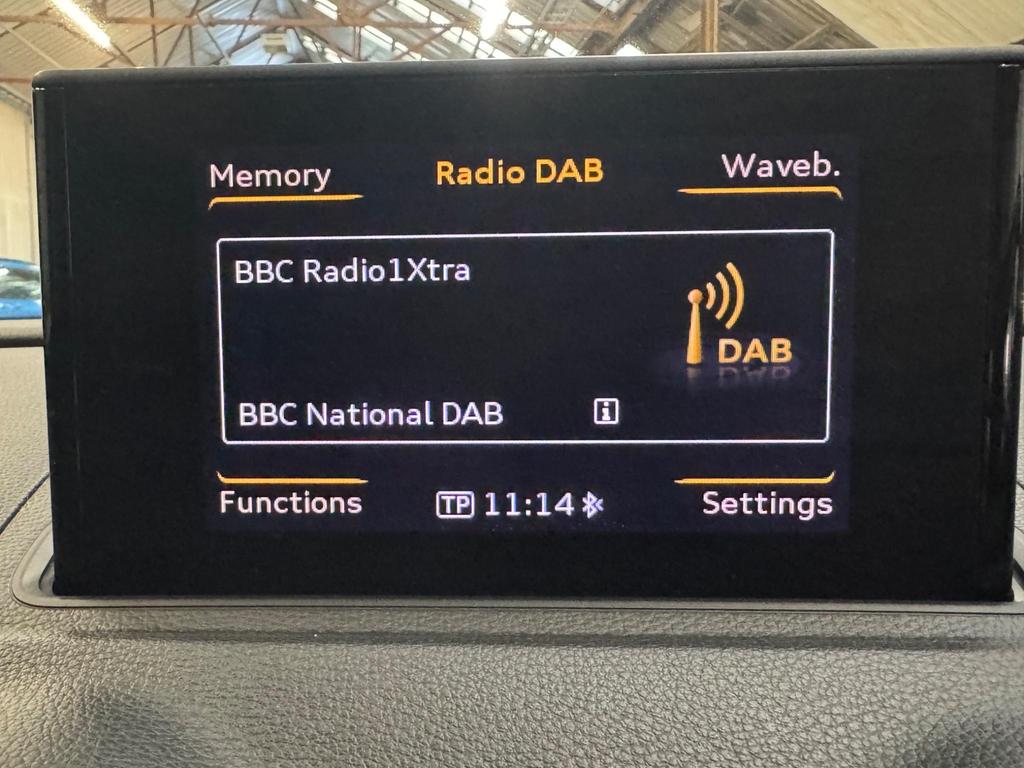 Memory Radio DAB Waveb.
BBC Radio1Xtra
DAB
BBC National DAB i
Functions TP 11:14 Settings